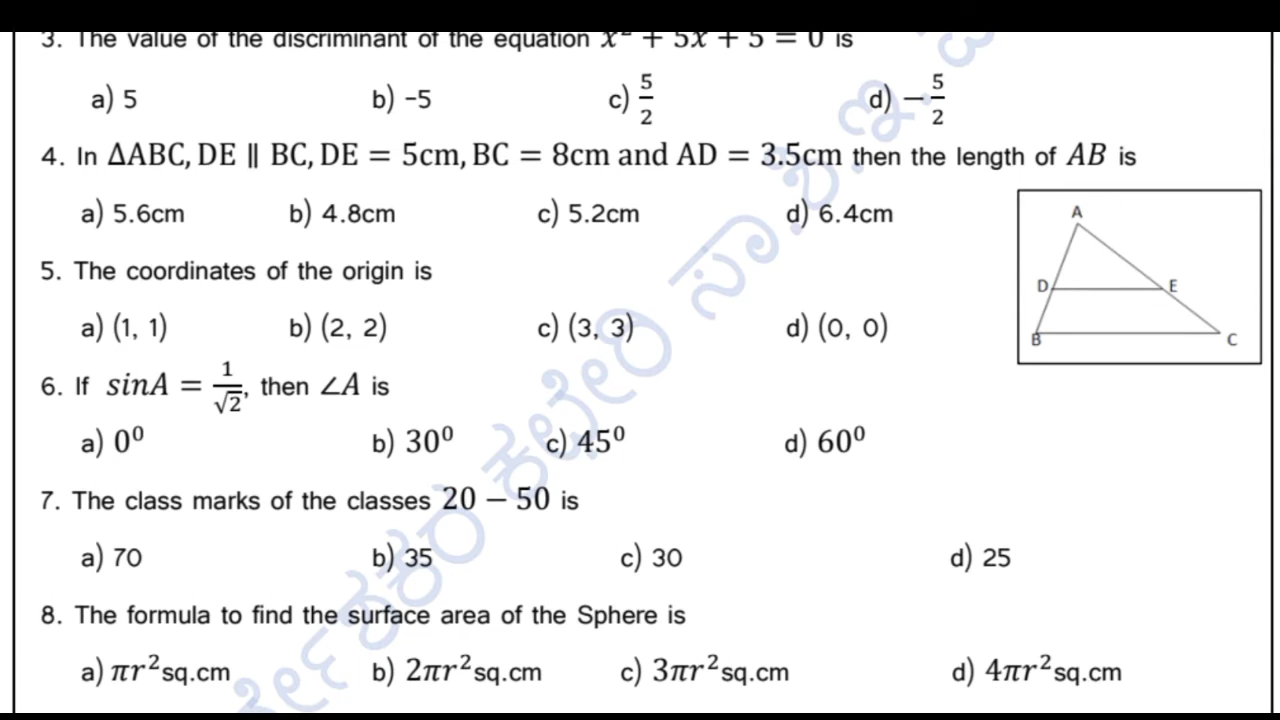 3. The value of the discriminant of the equation x² + 5x + 5 = 0 is
a) 5 b) -5 c) 5/2 d) −5/2
4. In ΔABC, DE ∥ BC, DE = 5cm, BC = 8cm and AD = 3.5cm then the length of AB is
a) 5.6cm b) 4.8cm c) 5.2cm d) 6.4cm
A
D E
B C
5. The coordinates of the origin is
a) (1, 1) b) (2, 2) c) (3, 3) d) (0, 0)
6. If sinA = 1/√2, then ∠A is
a) 0⁰ b) 30⁰ c) 45⁰ d) 60⁰
7. The class marks of the classes 20 − 50 is
a) 70 b) 35 c) 30 d) 25
8. The formula to find the surface area of the Sphere is
a) πr²sq.cm b) 2πr²sq.cm c) 3πr²sq.cm d) 4πr²sq.cm